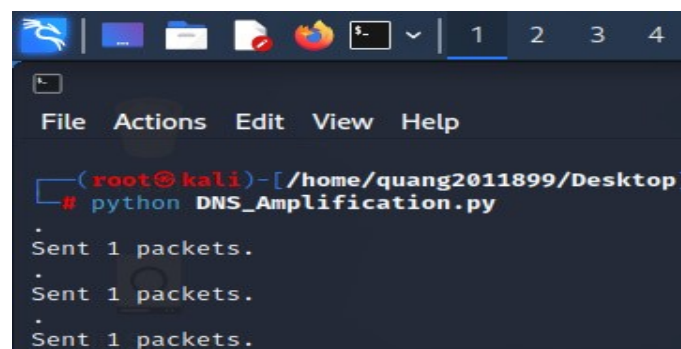 1 2 3 4
File Actions Edit View Help
(root㉿kali)-[/home/quang2011899/Desktop]
# python DNS_Amplification.py
.
Sent 1 packets.
.
Sent 1 packets.
.
Sent 1 packets.